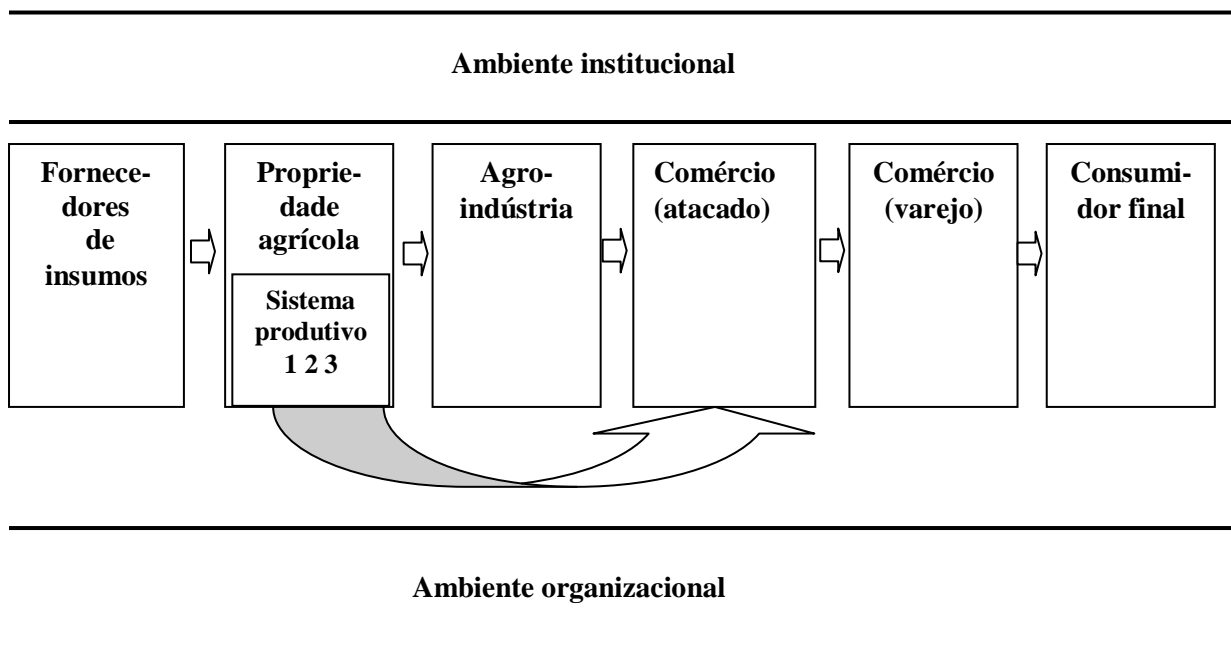 Ambiente institucional
Fornece-
dores
de
insumos
Proprie-
dade
agrícola
Sistema
produtivo
1 2 3
Agro-
indústria
Comércio
(atacado)
Comércio
(varejo)
Consumi-
dor final
Ambiente organizacional